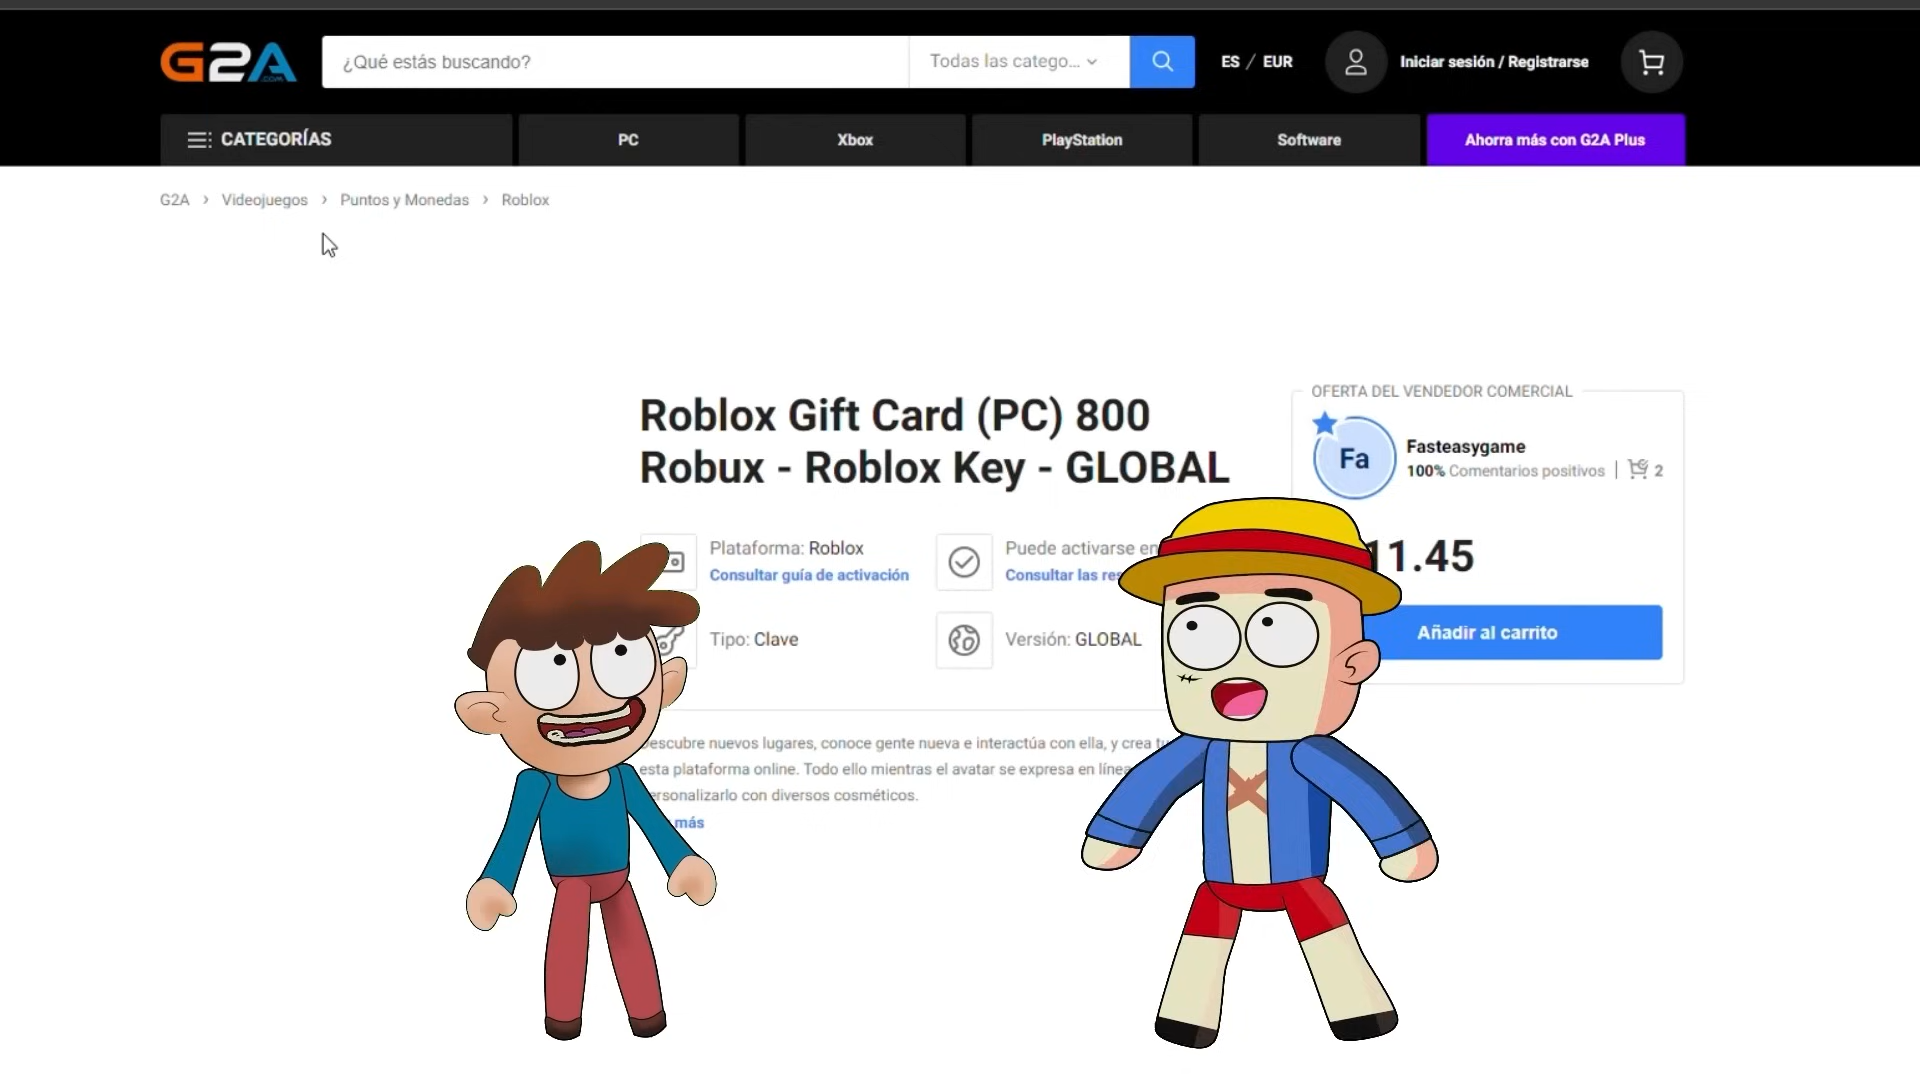 G2A
.COM
¿Qué estás buscando?
Todas las catego...
ES / EUR
Iniciar sesión / Registrarse
CATEGORÍAS
PC
Xbox
PlayStation
Software
Ahorra más con G2A Plus
G2A > Videojuegos > Puntos y Monedas > Roblox
Roblox Gift Card (PC) 800
Robux - Roblox Key - GLOBAL
OFERTA DEL VENDEDOR COMERCIAL
Fa
Fasteasygame
100% Comentarios positivos | 2
Plataforma: Roblox
Consultar guía de activación
Puede activarse en
Consultar las
11.45
Añadir al carrito
Tipo: Clave
Versión: GLOBAL
Descubre nuevos lugares, conoce gente nueva e interactúa con ella, y crea
esta plataforma online. Todo ello mientras el avatar se expresa en línea
personalizarlo con diversos cosméticos.
más